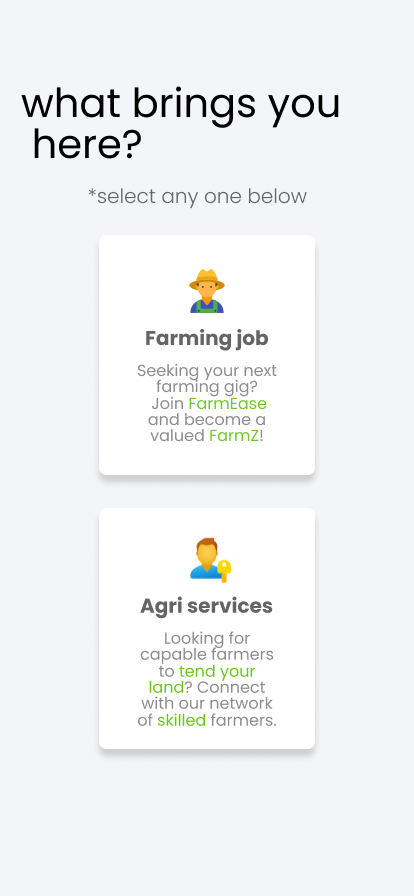 what brings you
here?
*select any one below
Farming job
Seeking your next
farming gig?
Join FarmEase
and become a
valued FarmZ!
Agri services
Looking for
capable farmers
to tend your
land? Connect
with our network
of skilled farmers.